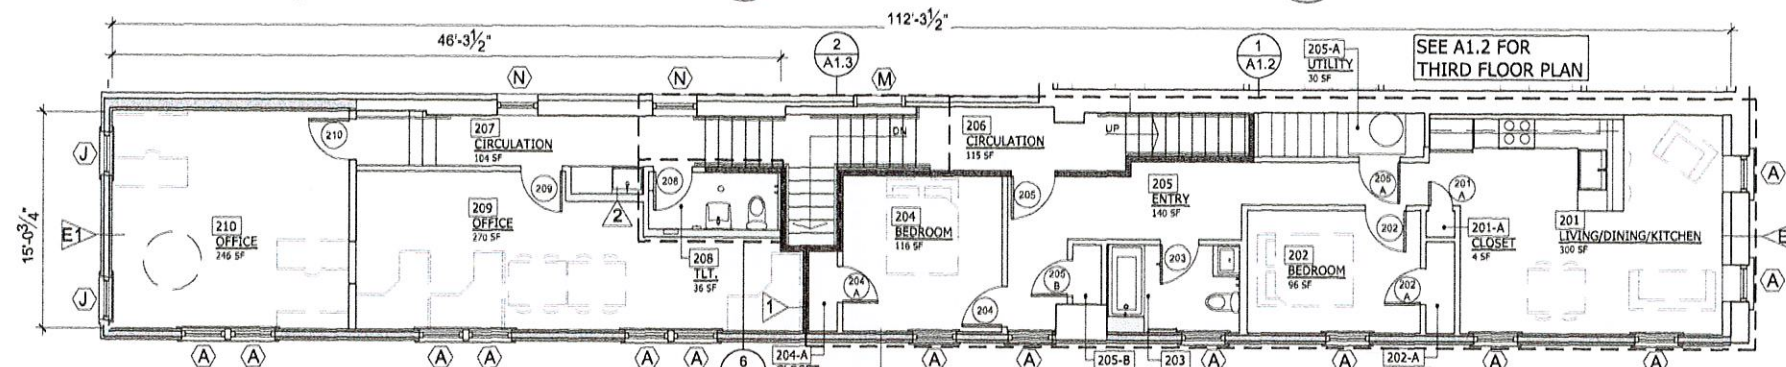 112'-3½"
46'-3½"
2
A1.3
1
A1.2
205-A
UTILITY
30 SF
SEE A1.2 FOR
THIRD FLOOR PLAN
N
N
M
15'-0¾"
J
J
E1
210
207
CIRCULATION
104 SF
DN
206
CIRCULATION
115 SF
UP
A
A
210
OFFICE
246 SF
209
209
OFFICE
270 SF
2
208
208
TLT.
36 SF
204
BEDROOM
116 SF
205
205
ENTRY
140 SF
201
A
202
201-A
CLOSET
4 SF
201
LIVING/DINING/KITCHEN
300 SF
E
203
202
BEDROOM
96 SF
202
A
204
A
204
1
A
A
A
A
A
A
6
204-A
A
A
205-B
203
A
A
202-A
A
A